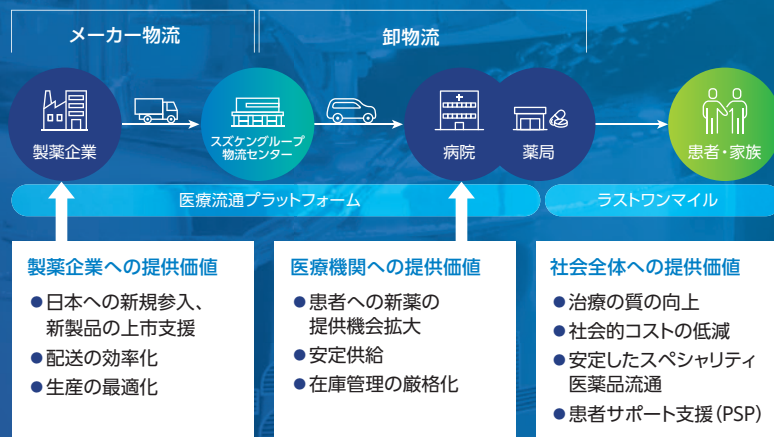 メーカー物流
卸物流
製薬企業
スズケングループ
物流センター
病院
薬局
患者・家族
医療流通プラットフォーム
ラストワンマイル
製薬企業への提供価値
●日本への新規参入、
新製品の上市支援
●配送の効率化
●生産の最適化
医療機関への提供価値
●患者への新薬の
提供機会拡大
●安定供給
●在庫管理の厳格化
社会全体への提供価値
●治療の質の向上
●社会的コストの低減
●安定したスペシャリティ
医薬品流通
●患者サポート支援(PSP)